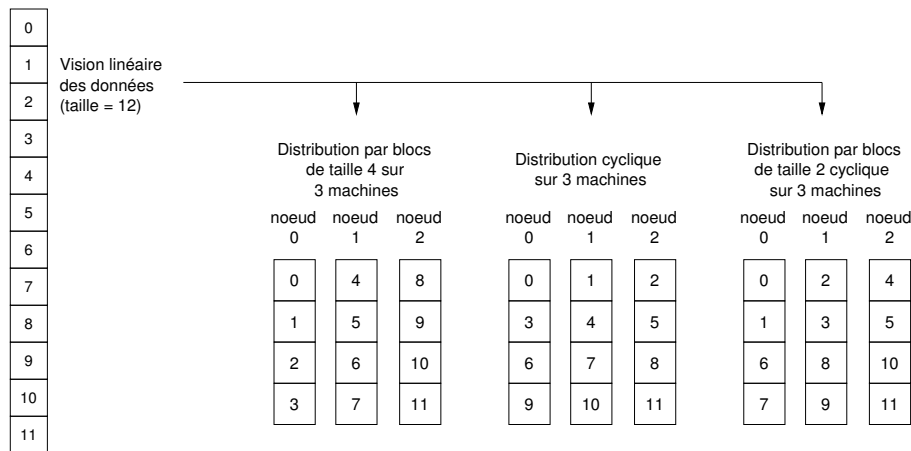 0
1
2
3
4
5
6
7
8
9
10
11
Vision linéaire
des données
(taille = 12)
Distribution par blocs
de taille 4 sur
3 machines
noeud noeud noeud
0 1 2
0 4 8
1 5 9
2 6 10
3 7 11
Distribution cyclique
sur 3 machines
noeud noeud noeud
0 1 2
0 1 2
3 4 5
6 7 8
9 10 11
Distribution par blocs
de taille 2 cyclique
sur 3 machines
noeud noeud noeud
0 1 2
0 2 4
1 3 5
6 8 10
7 9 11